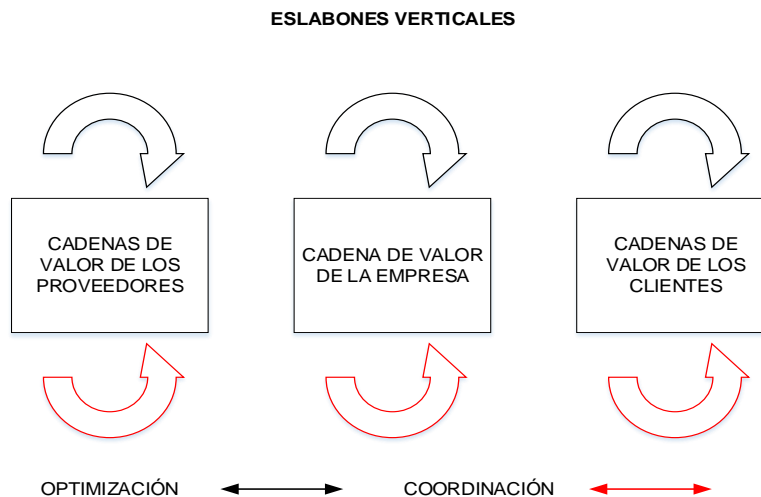 ESLABONES VERTICALES
CADENAS DE
VALOR DE LOS
PROVEEDORES
CADENA DE VALOR
DE LA EMPRESA
CADENAS DE
VALOR DE LOS
CLIENTES
OPTIMIZACIÓN
COORDINACIÓN